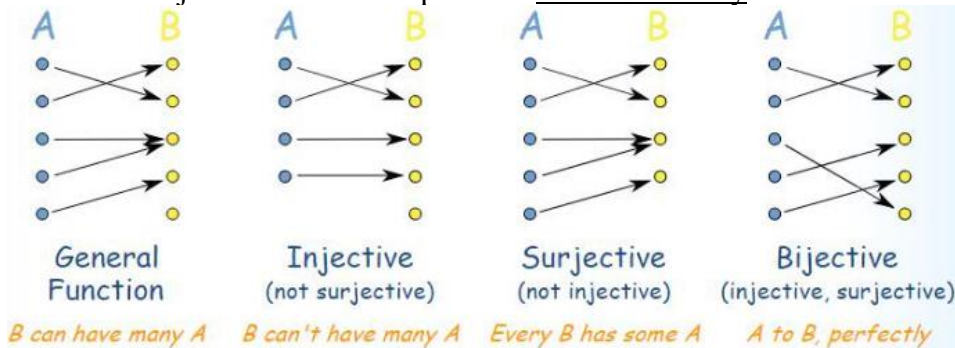 A B A B A B A B
General Function
Injective (not surjective)
Surjective (not injective)
Bijective (injective, surjective)
B can have many A
B can't have many A
Every B has some A
A to B, perfectly